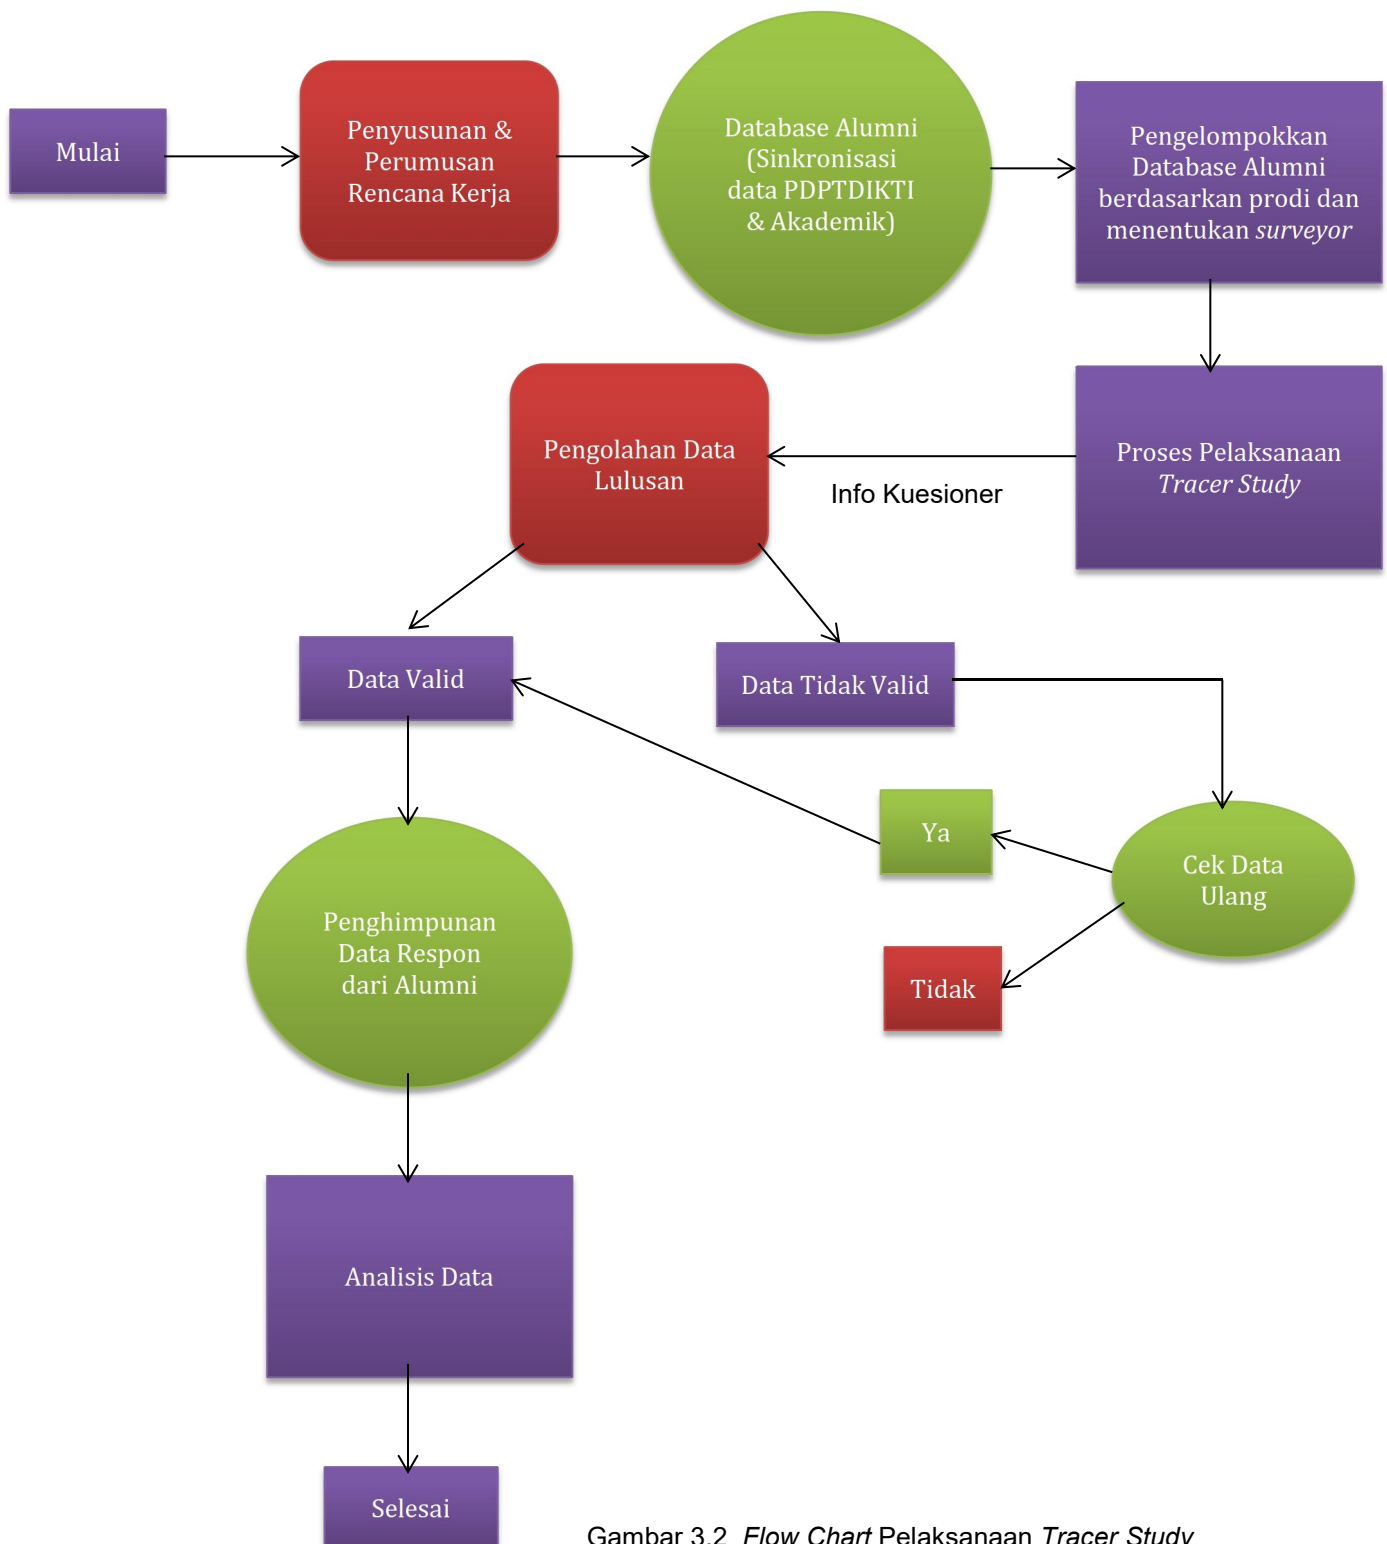 Mulai
Penyusunan &
Perumusan
Rencana Kerja
Database Alumni
(Sinkronisasi
data PDPTDIKTI
& Akademik)
Pengelompokkan
Database Alumni
berdasarkan prodi dan
menentukan surveyor
Pengolahan Data
Lulusan
Info Kuesioner
Proses Pelaksanaan
Tracer Study
Data Valid
Data Tidak Valid
Ya
Cek Data
Ulang
Tidak
Penghimpunan
Data Respon
dari Alumni
Analisis Data
Selesai
Gambar 3.2 Flow Chart Pelaksanaan Tracer Study